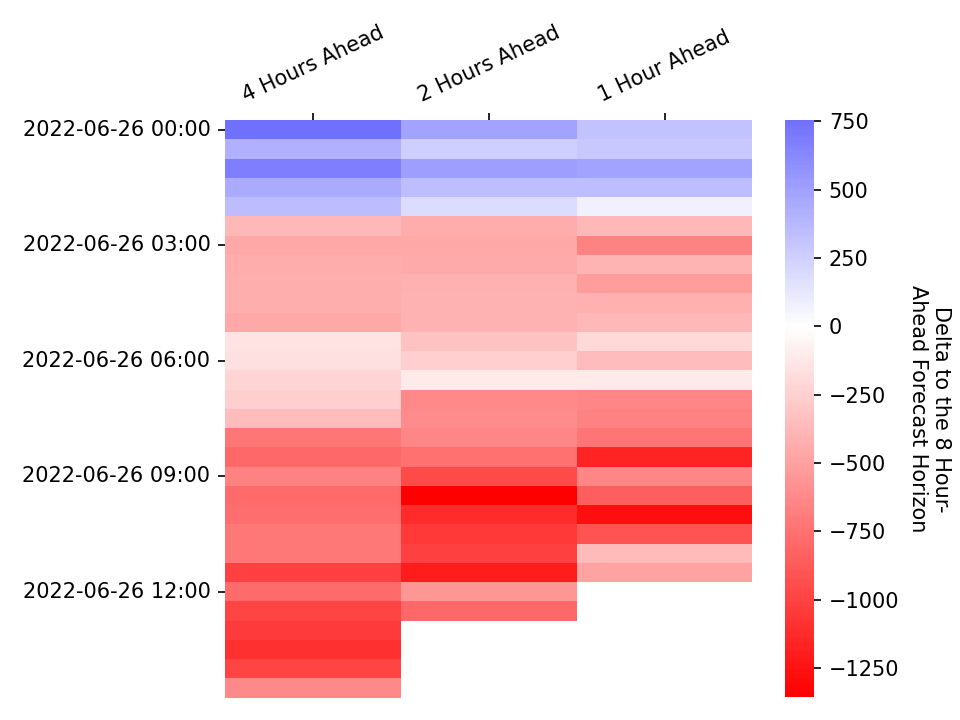 4 Hours Ahead
2 Hours Ahead
1 Hour Ahead
2022-06-26 00:00
2022-06-26 03:00
2022-06-26 06:00
2022-06-26 09:00
2022-06-26 12:00
750
500
250
0
−250
−500
−750
−1000
−1250
Delta to the 8 Hour-
Ahead Forecast Horizon